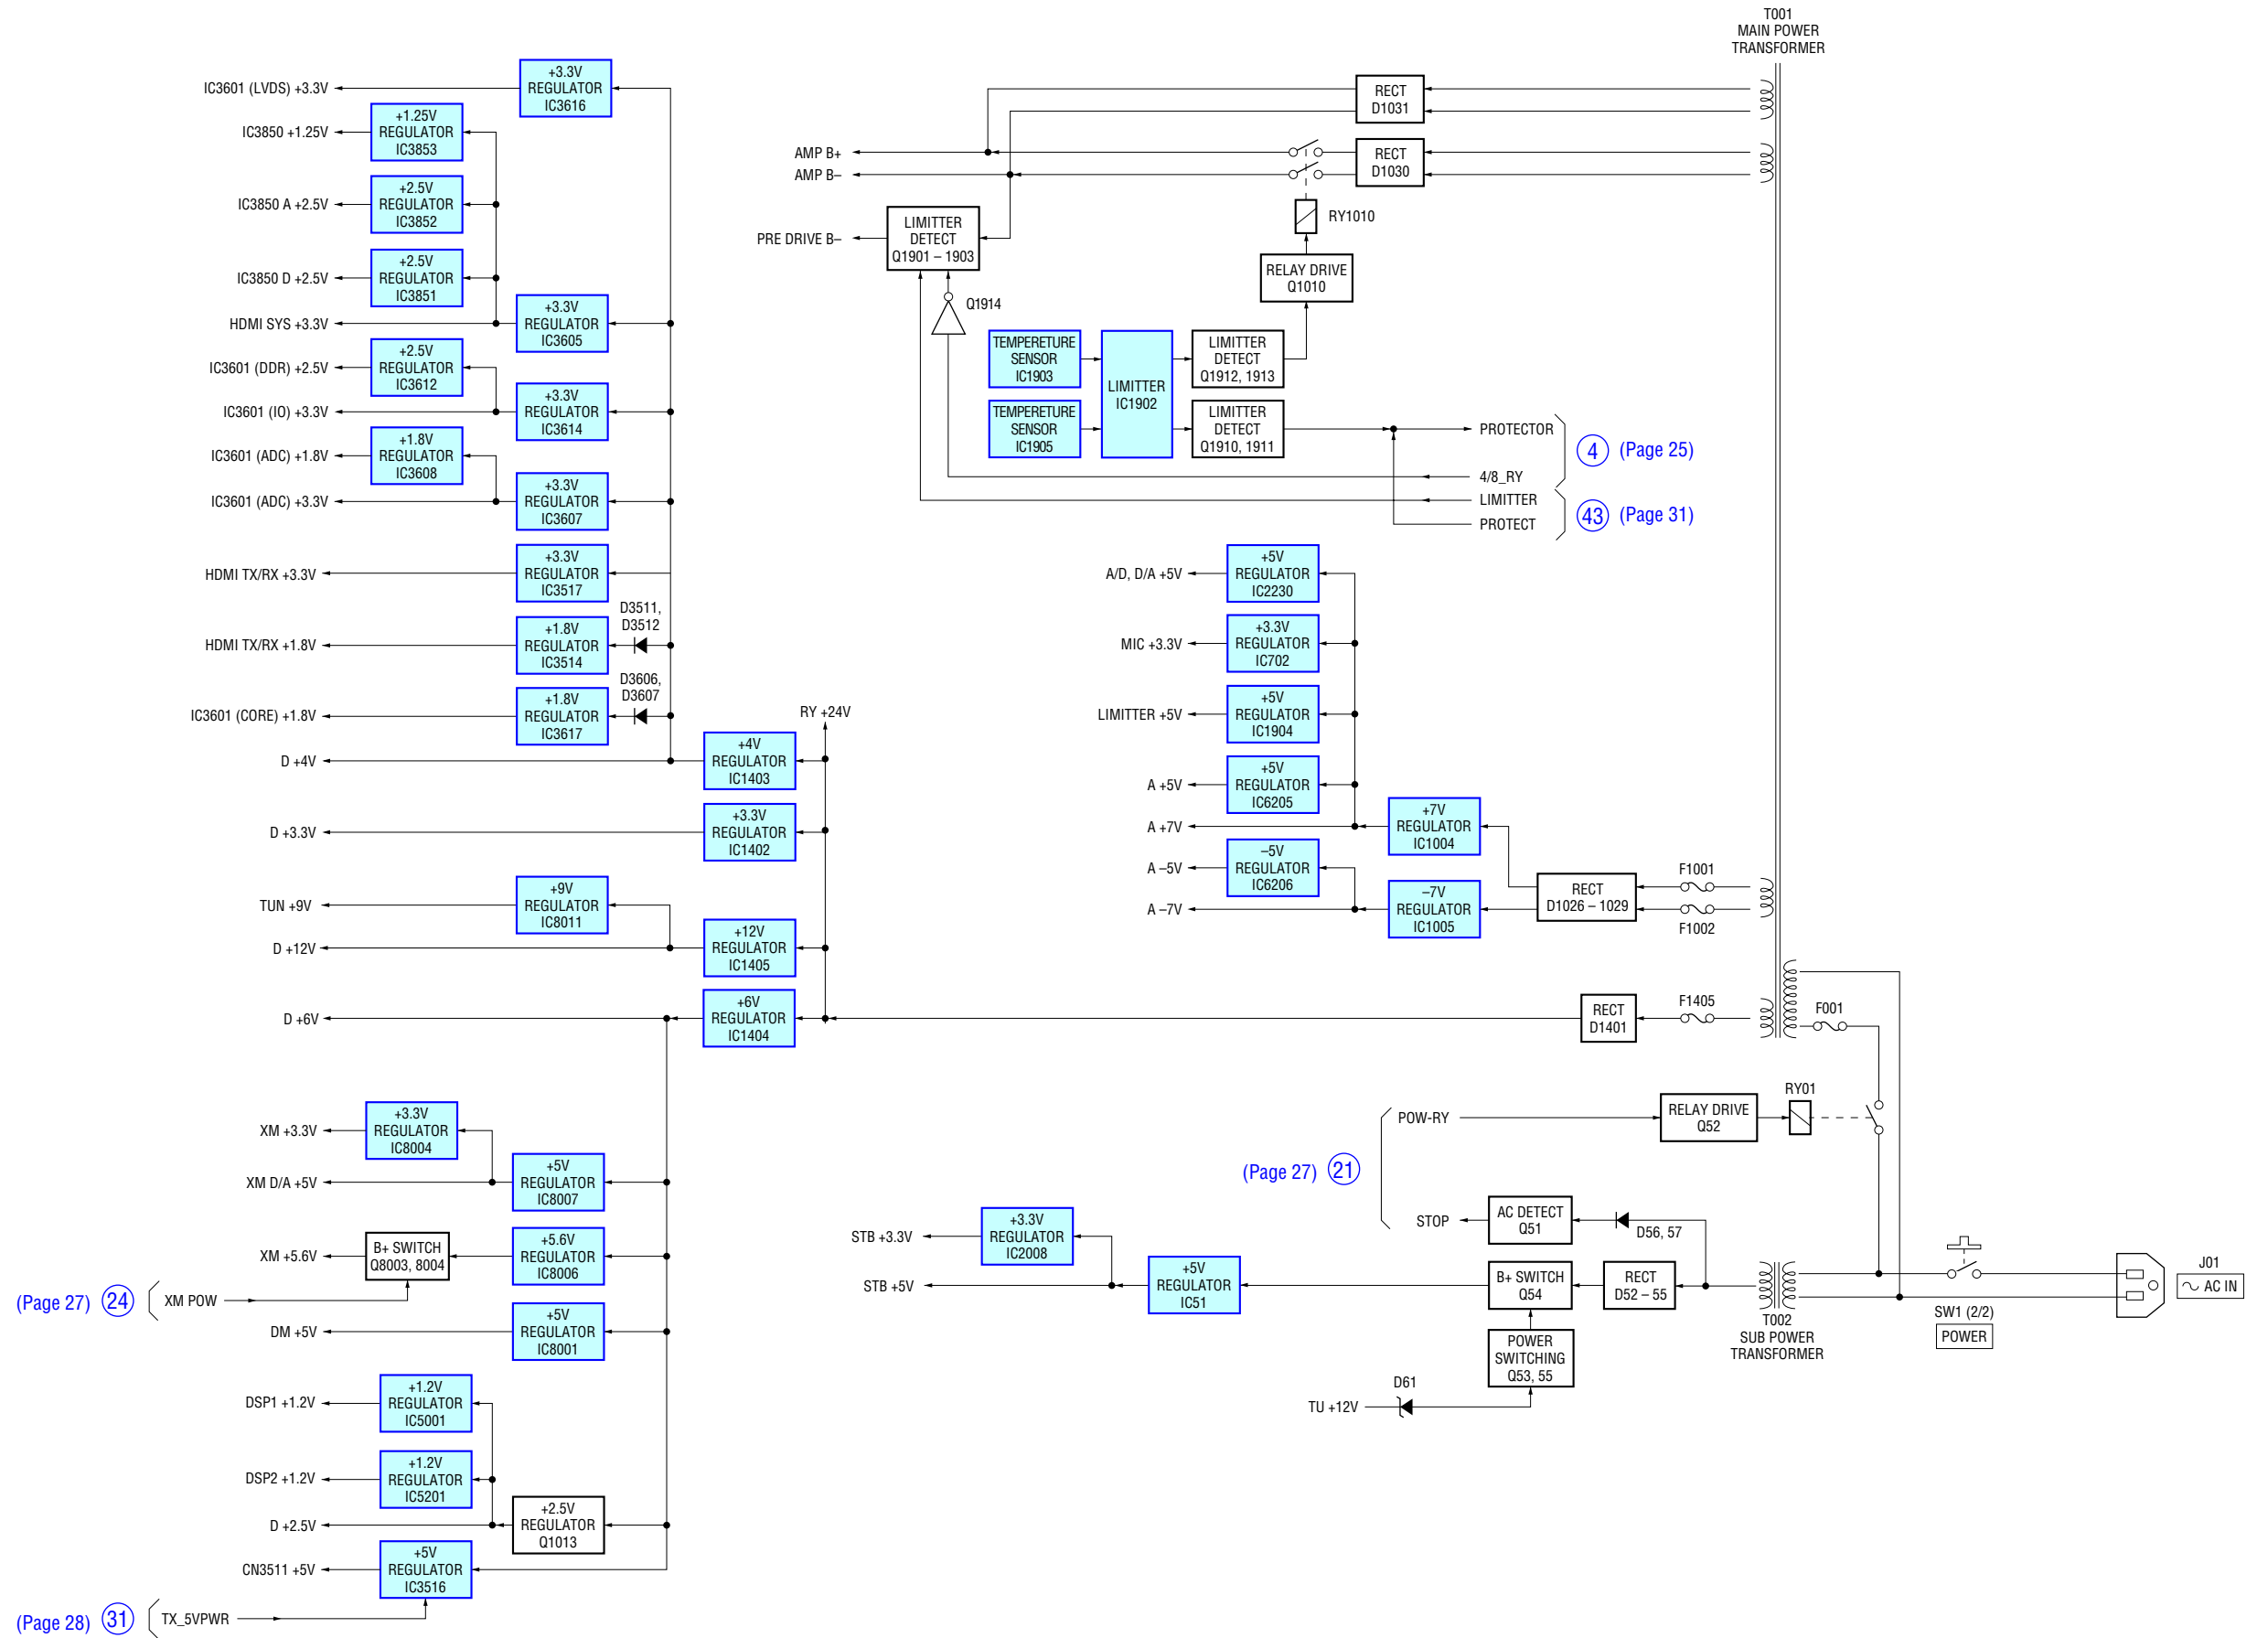 T001
MAIN POWER
TRANSFORMER
+3.3V
REGULATOR
IC3616
IC3601 (LVDS) +3.3V
+1.25V
REGULATOR
IC3853
IC3850 +1.25V
+2.5V
REGULATOR
IC3852
IC3850 A +2.5V
+2.5V
REGULATOR
IC3851
IC3850 D +2.5V
+3.3V
REGULATOR
IC3605
HDMI SYS +3.3V
+2.5V
REGULATOR
IC3612
IC3601 (DDR) +2.5V
+3.3V
REGULATOR
IC3614
IC3601 (IO) +3.3V
+1.8V
REGULATOR
IC3608
IC3601 (ADC) +1.8V
+3.3V
REGULATOR
IC3607
IC3601 (ADC) +3.3V
+3.3V
REGULATOR
IC3517
HDMI TX/RX +3.3V
D3511,
D3512
+1.8V
REGULATOR
IC3514
HDMI TX/RX +1.8V
D3606,
D3607
+1.8V
REGULATOR
IC3617
IC3601 (CORE) +1.8V
RY +24V
+4V
REGULATOR
IC1403
D +4V
+3.3V
REGULATOR
IC1402
D +3.3V
+9V
REGULATOR
IC8011
TUN +9V
+12V
REGULATOR
IC1405
D +12V
+6V
REGULATOR
IC1404
D +6V
+3.3V
REGULATOR
IC8004
XM +3.3V
+5V
REGULATOR
IC8007
XM D/A +5V
B+ SWITCH
Q8003, 8004
+5.6V
REGULATOR
IC8006
XM +5.6V
(Page 27) 24
XM POW
+5V
REGULATOR
IC8001
DM +5V
+1.2V
REGULATOR
IC5001
DSP1 +1.2V
+1.2V
REGULATOR
IC5201
DSP2 +1.2V
+2.5V
REGULATOR
Q1013
D +2.5V
+5V
REGULATOR
IC3516
CN3511 +5V
(Page 28) 31
TX_5VPWR
RECT
D1031
RECT
D1030
AMP B+
AMP B–
LIMITTER
DETECT
Q1901 – 1903
PRE DRIVE B–
RY1010
RELAY DRIVE
Q1010
Q1914
TEMPERETURE
SENSOR
IC1903
LIMITTER
IC1902
LIMITTER
DETECT
Q1912, 1913
TEMPERETURE
SENSOR
IC1905
LIMITTER
DETECT
Q1910, 1911
PROTECTOR
4 (Page 25)
4/8_RY
LIMITTER
43 (Page 31)
PROTECT
+5V
REGULATOR
IC2230
A/D, D/A +5V
+3.3V
REGULATOR
IC702
MIC +3.3V
+5V
REGULATOR
IC1904
LIMITTER +5V
+5V
REGULATOR
IC6205
A +5V
+7V
REGULATOR
IC1004
A +7V
–5V
REGULATOR
IC6206
A –5V
–7V
REGULATOR
IC1005
A –7V
RECT
D1026 – 1029
F1001
F1002
RECT
D1401
F1405
F001
RY01
RELAY DRIVE
Q52
POW-RY
(Page 27) 21
AC DETECT
Q51
STOP
D56, 57
+3.3V
REGULATOR
IC2008
STB +3.3V
+5V
REGULATOR
IC51
STB +5V
B+ SWITCH
Q54
RECT
D52 – 55
T002
SUB POWER
TRANSFORMER
POWER
SWITCHING
Q53, 55
D61
TU +12V
SW1 (2/2)
POWER
J01
AC IN